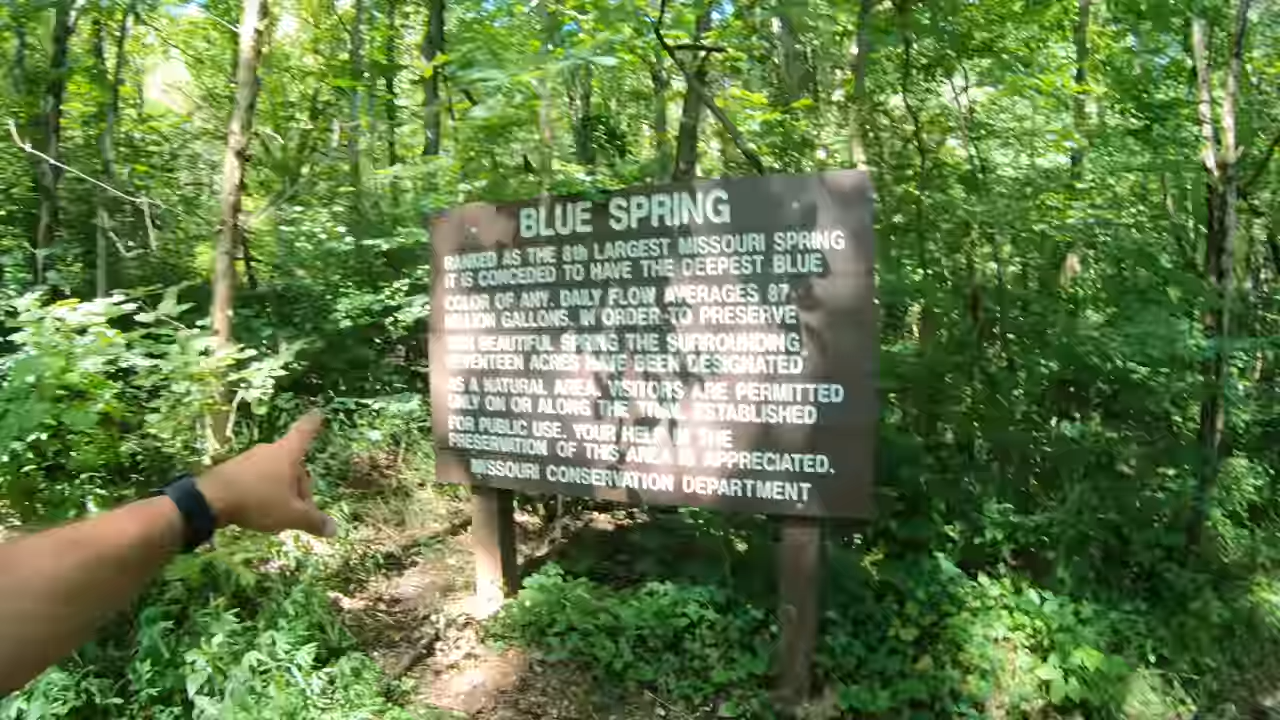 BLUE SPRING
RANKED AS THE 8th LARGEST MISSOURI SPRING
IT IS CONCEDED TO HAVE THE DEEPEST BLUE
COLOR OF ANY. DAILY FLOW AVERAGES 87
MILLION GALLONS. IN ORDER TO PRESERVE
THIS BEAUTIFUL SPRING THE SURROUNDING
SEVENTEEN ACRES HAVE BEEN DESIGNATED
AS A NATURAL AREA. VISITORS ARE PERMITTED
ONLY ON OR ALONG THE TRAIL ESTABLISHED
FOR PUBLIC USE. YOUR HELP IN THE
PRESERVATION OF THIS AREA IS APPRECIATED.
MISSOURI CONSERVATION DEPARTMENT